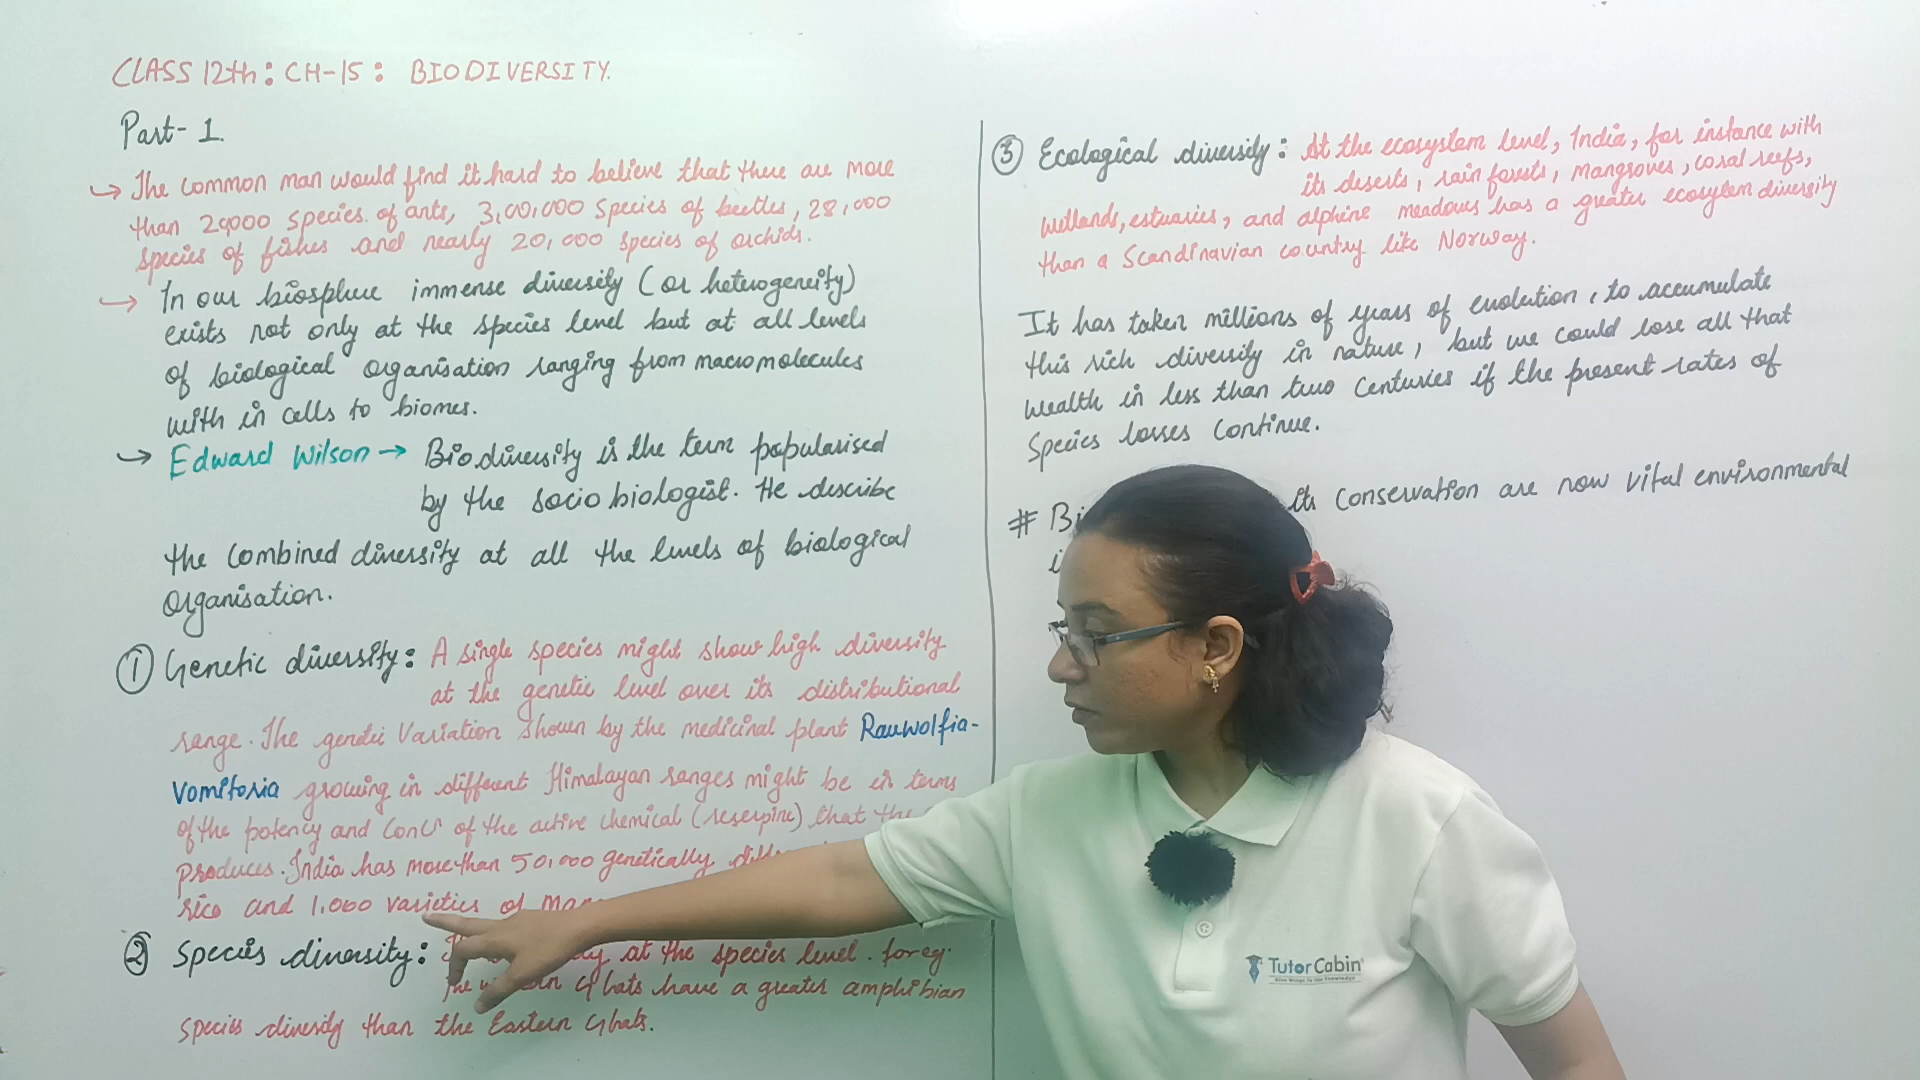 CLASS 12th: CH-15: BIODIVERSITY.
Part- 1.
→ The common man would find it hard to believe that there are more
than 20,000 species of ants, 3,00,000 species of beetles, 28,000
species of fishes and nearly 20,000 species of orchids.
→ In our biosphere immense diversity (or heterogeneity)
exists not only at the species level but at all levels
of biological organisation ranging from macromolecules
with in cells to biomes.
→ Edward Wilson → Biodiversity is the term popularised
by the socio biologist. He describe
the combined diversity at all the levels of biological
organisation.
① Genetic diversity: A single species might show high diversity
at the genetic level over its distributional
range. The genetic variation shown by the medicinal plant Rauwolfia-
Vomitoria growing in different Himalayan ranges might be in terms
of the potency and conc of the active chemical (reserpine) that the
produces. India has more than 50,000 genetically
rice and 1,000 varieties of
② Species diversity: at the species level. for eg.
The Ghats have a greater amphibian
species diversity than the Eastern Ghats.
③ Ecological diversity: At the ecosystem level, India, for instance with
its deserts, rain forests, mangroves, coral reefs,
wetlands, estuaries, and alphine meadows has a greater ecosystem diversity
than a Scandinavian country like Norway.
It has taken millions of years of evolution, to accumulate
this rich diversity in nature, but we could lose all that
wealth in less than two centuries if the present rates of
species losses continue.
# its conservation are now vital environmental
TutorCabin